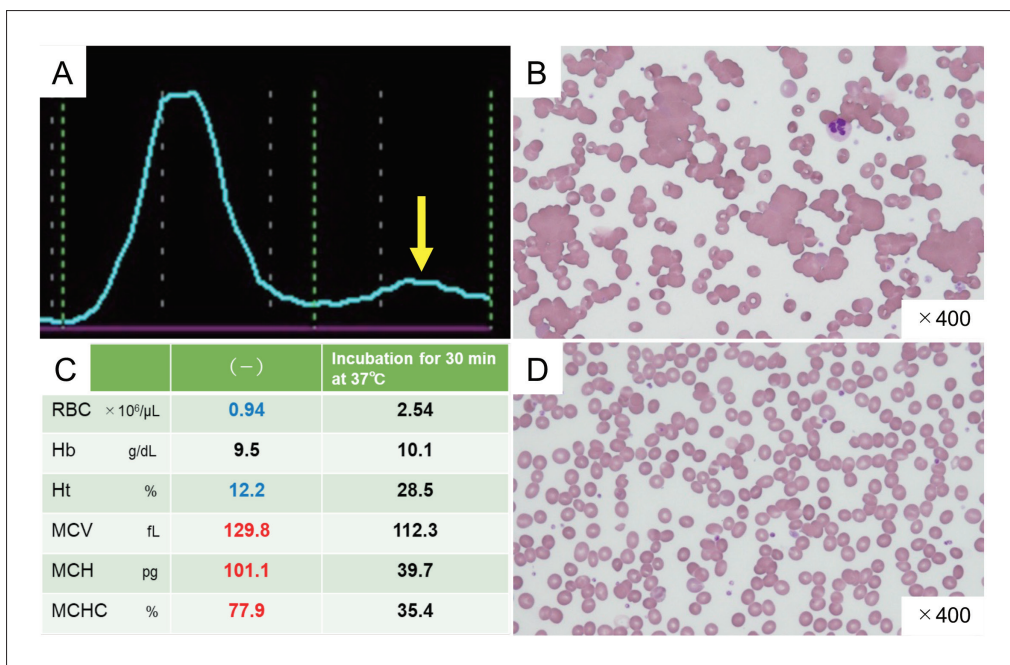 A
B
×400
C
(-) Incubation for 30 min
at 37℃
RBC ×10⁶/μL 0.94 2.54
Hb g/dL 9.5 10.1
Ht % 12.2 28.5
MCV fL 129.8 112.3
MCH pg 101.1 39.7
MCHC % 77.9 35.4
D
×400